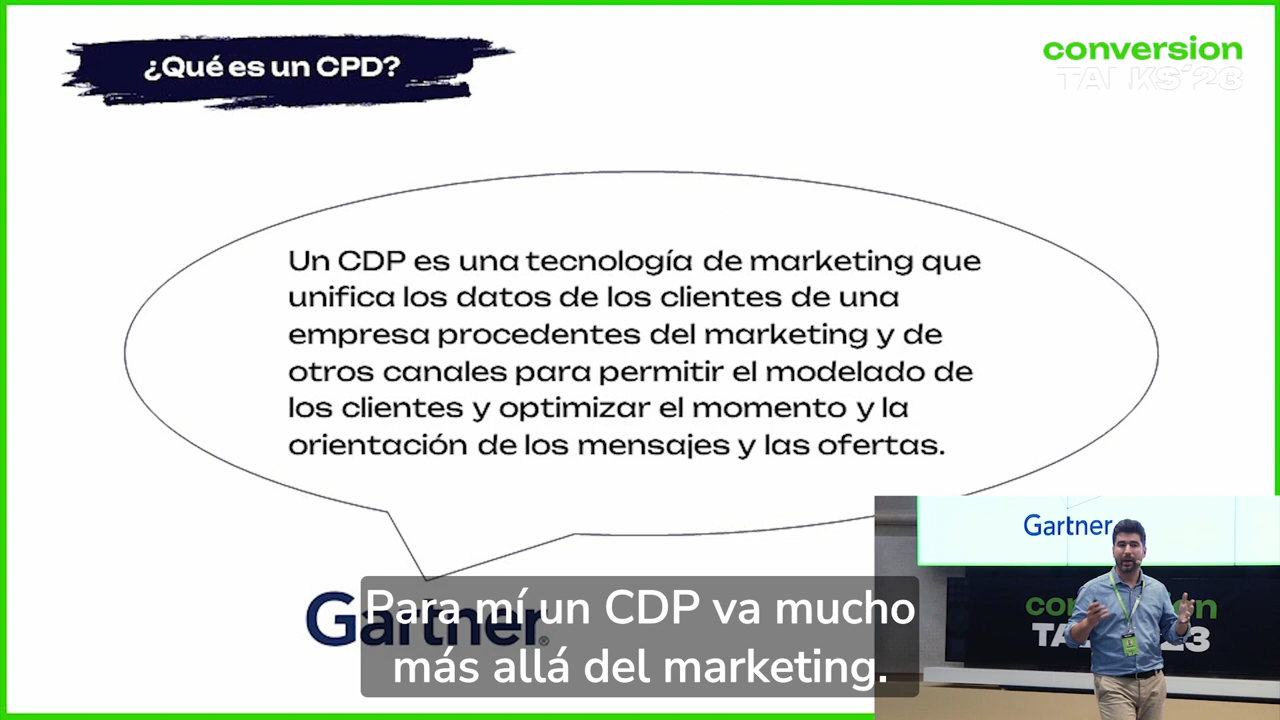 ¿Qué es un CPD?
conversion
TALKS'23
Un CDP es una tecnología de marketing que
unifica los datos de los clientes de una
empresa procedentes del marketing y de
otros canales para permitir el modelado de
los clientes y optimizar el momento y la
orientación de los mensajes y las ofertas.
Gartner®
Para mí un CDP va mucho
más allá del marketing.
Gartner